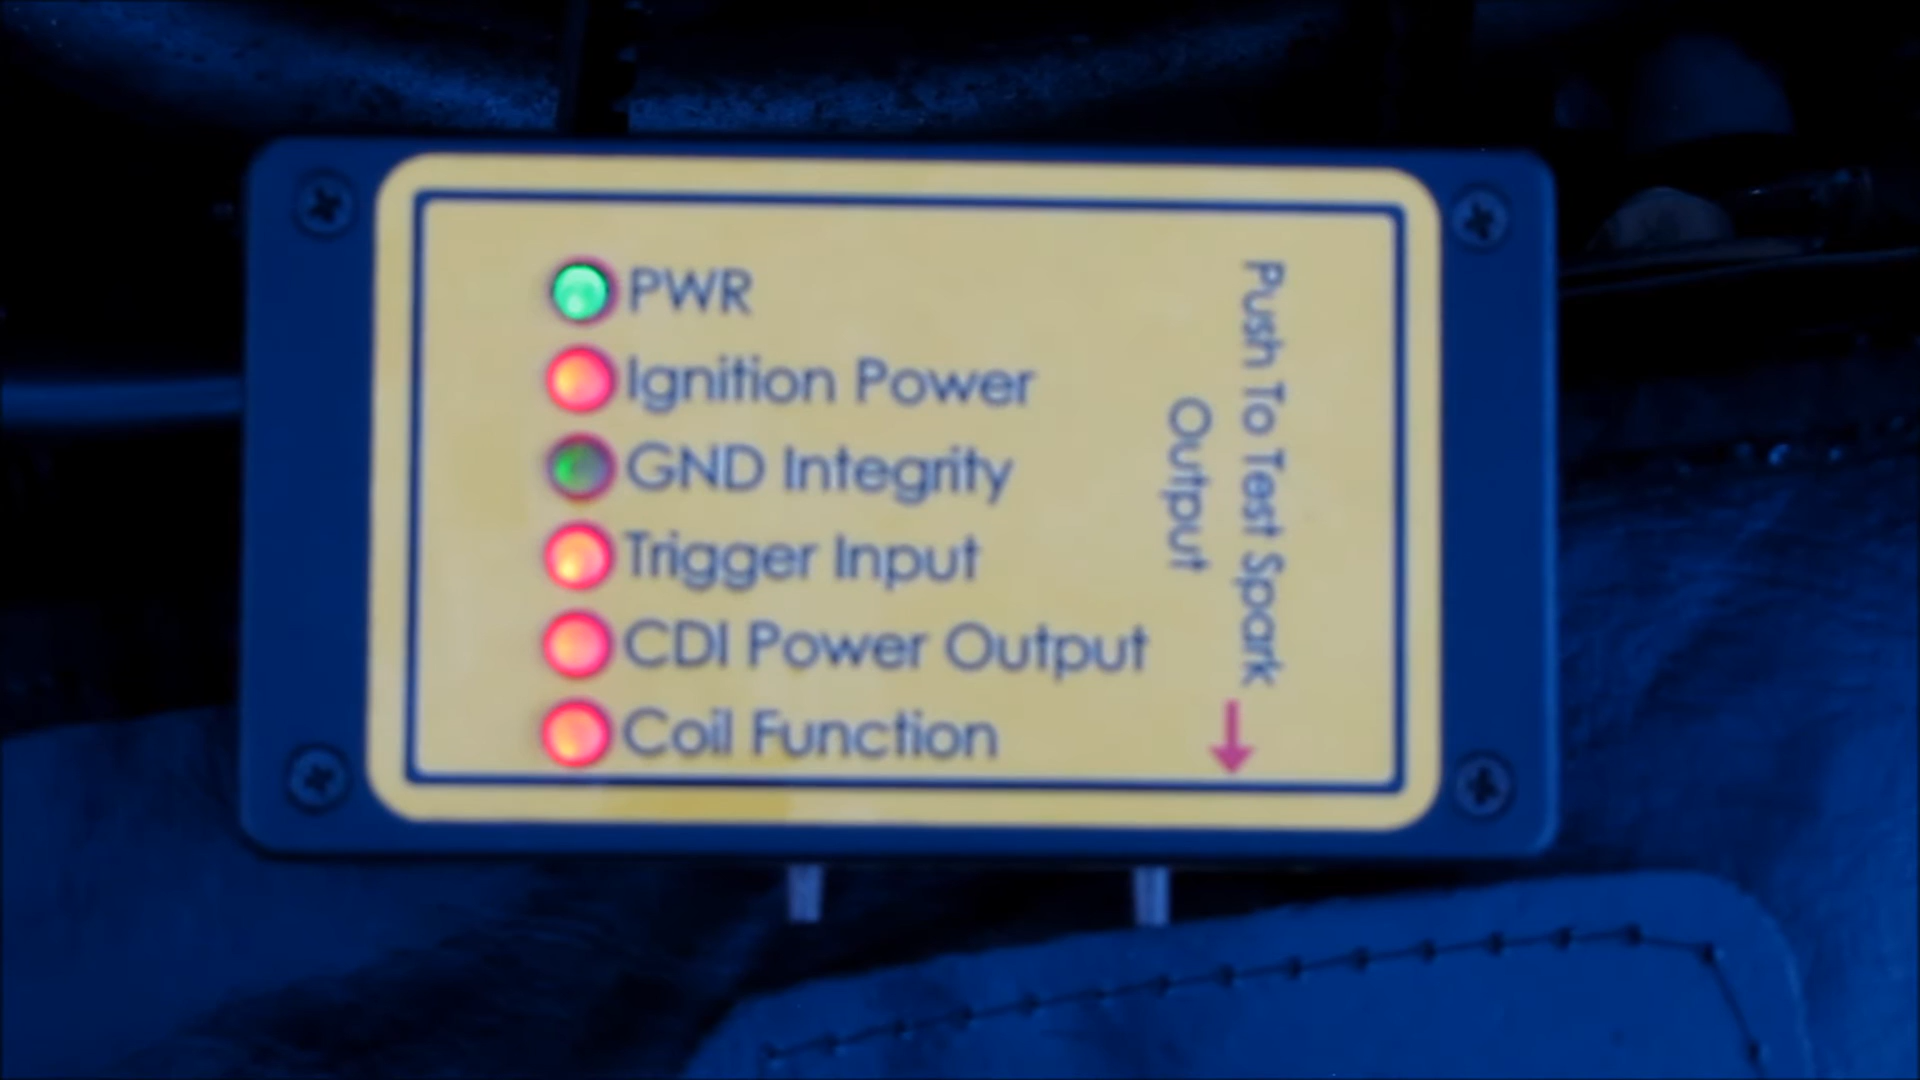 PWR
Ignition Power
GND Integrity
Trigger Input
CDI Power Output
Coil Function
Push To Test Spark
Output